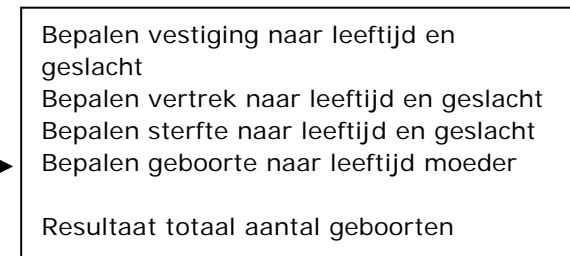 Bepalen vestiging naar leeftijd en
geslacht
Bepalen vertrek naar leeftijd en geslacht
Bepalen sterfte naar leeftijd en geslacht
Bepalen geboorte naar leeftijd moeder
Resultaat totaal aantal geboorten